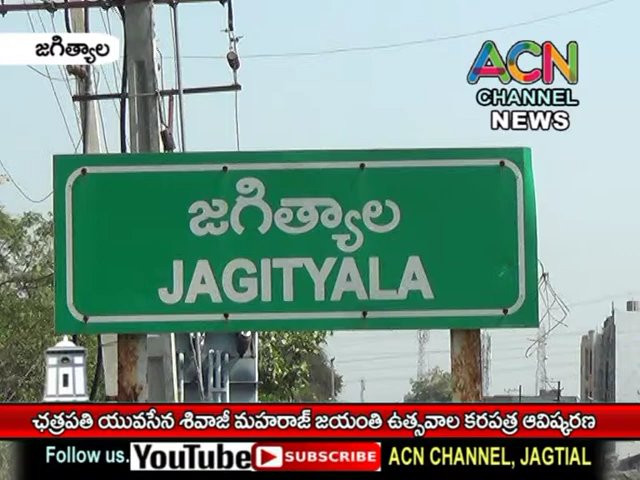 జగిత్యాల
ACN
CHANNEL
NEWS
జగిత్యాల
JAGITYALA
ఛత్రపతి యువసేన శివాజీ మహరాజ్ జయంతి ఉత్సవాల కరపత్ర ఆవిష్కరణ
Follow us. YouTube SUBSCRIBE ACN CHANNEL, JAGTIAL